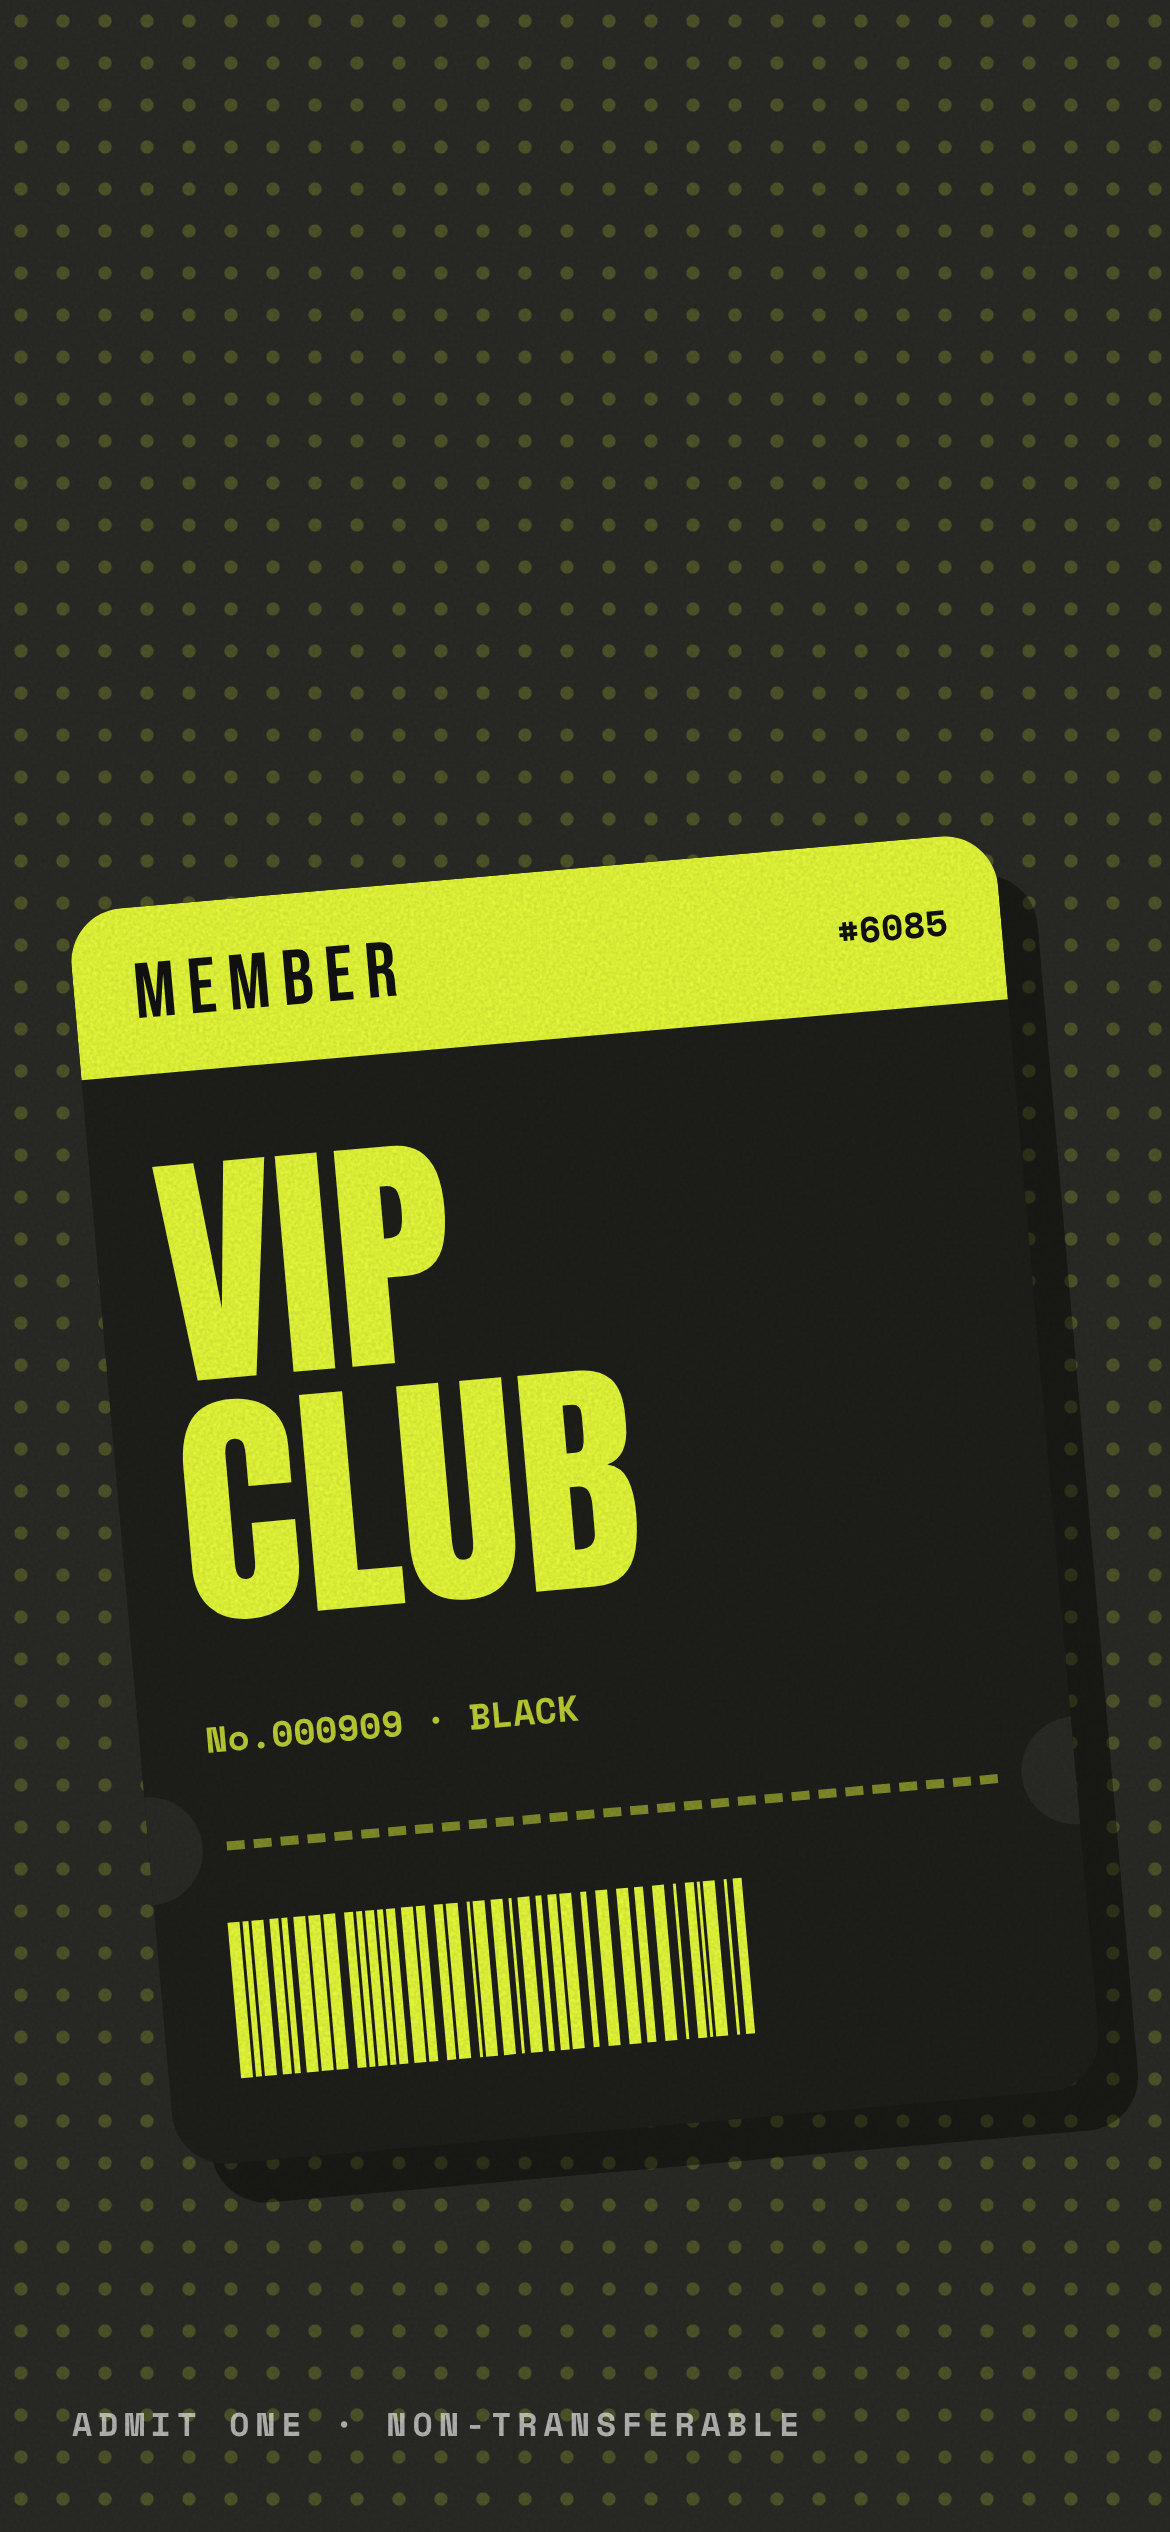 MEMBER
#6085
VIP
CLUB
No.000909 · BLACK
ADMIT ONE · NON-TRANSFERABLE